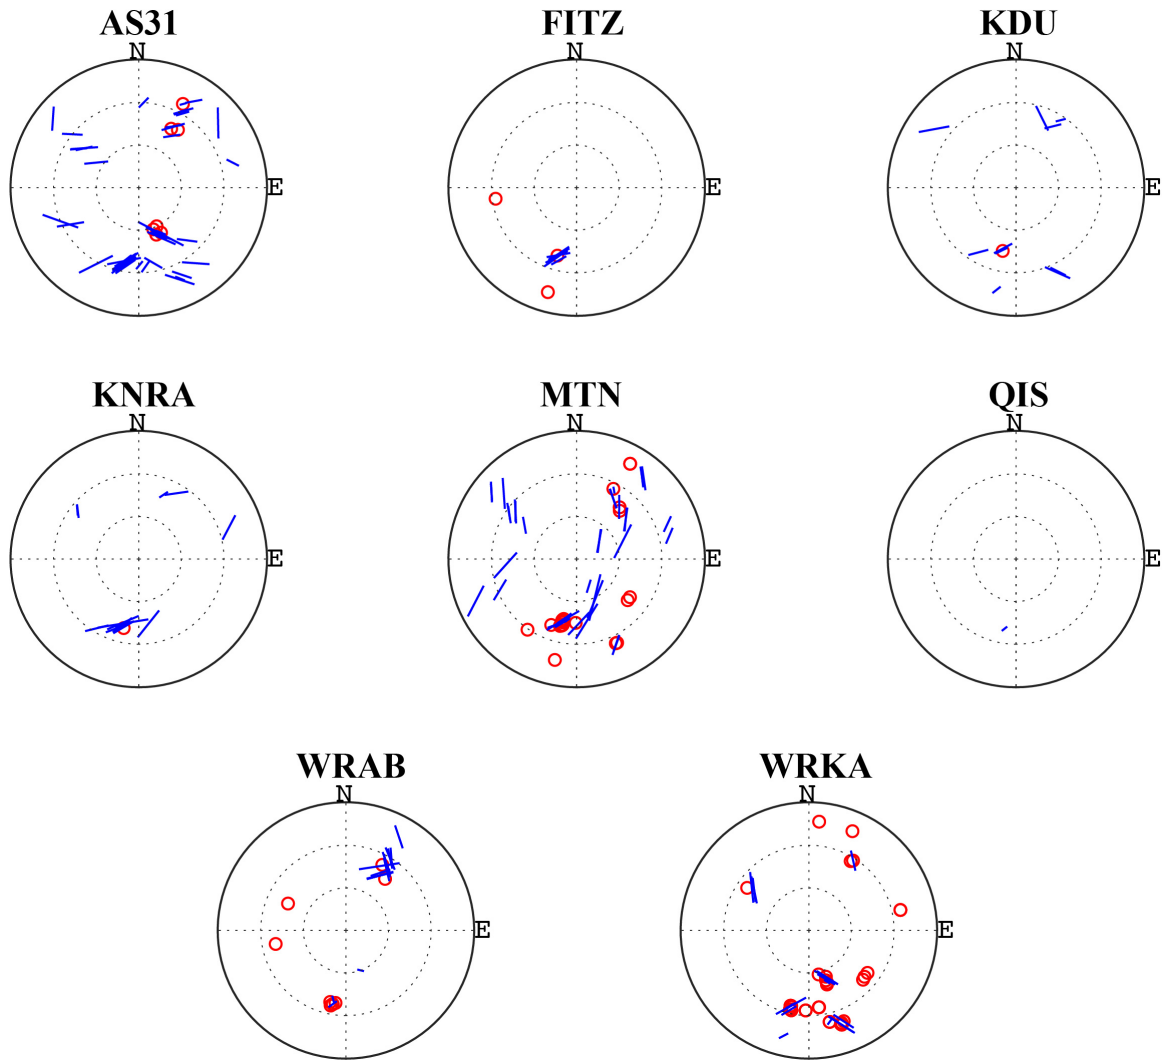 AS31 FITZ KDU
N N N
E E E
KNRA MTN QIS
N N N
E E E
WRAB WRKA
N N
E E